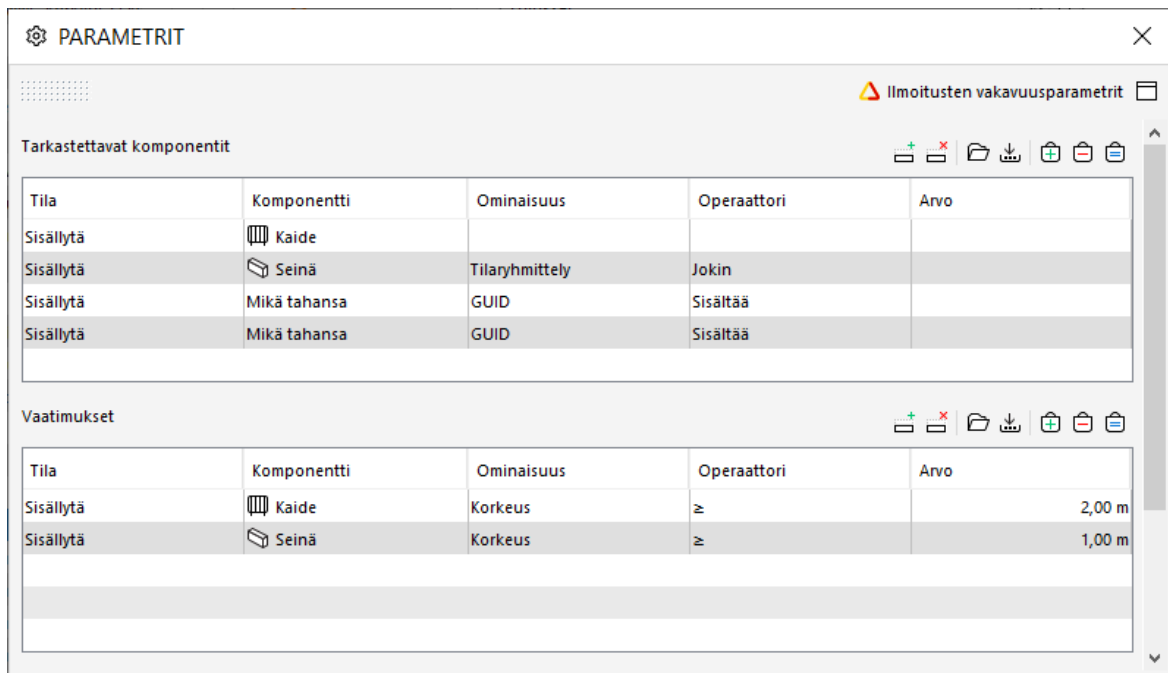 PARAMETRIT
Ilmoitusten vakavuusparametrit
Tarkastettavat komponentit
Tila Komponentti Ominaisuus Operaattori Arvo
Sisällytä Kaide
Sisällytä Seinä Tilaryhmittely Jokin
Sisällytä Mikä tahansa GUID Sisältää
Sisällytä Mikä tahansa GUID Sisältää
Vaatimukset
Tila Komponentti Ominaisuus Operaattori Arvo
Sisällytä Kaide Korkeus ≥ 2,00 m
Sisällytä Seinä Korkeus ≥ 1,00 m